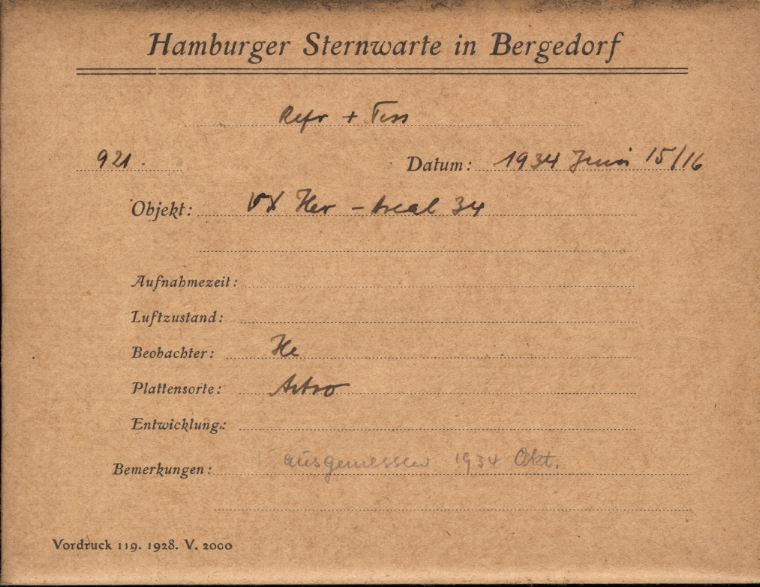 Hamburger Sternwarte in Bergedorf
Refr + Tess
921. Datum: 1934 Juni 15/16
Objekt: VX Her – Areal 34
Aufnahmezeit:
Luftzustand:
Beobachter: He
Plattensorte: Astro
Entwicklung:
Bemerkungen: ausgemessen 1934 Okt.
Vordruck 119. 1928. V. 2000